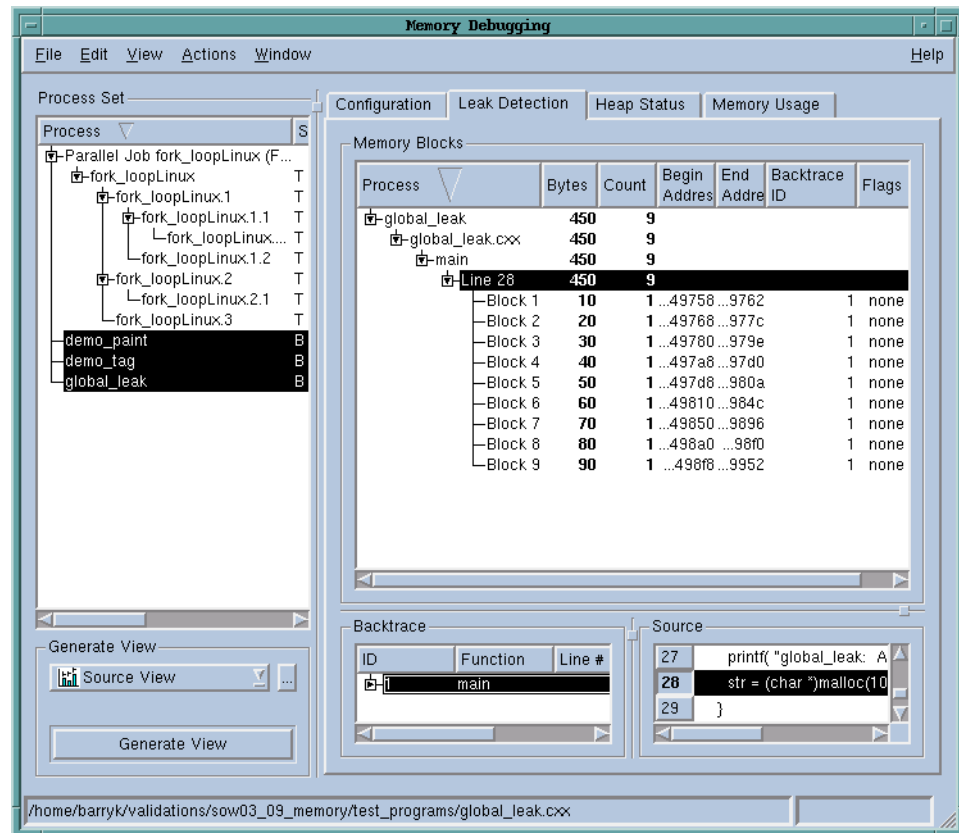 Memory Debugging
File Edit View Actions Window Help
Process Set
Process S
Parallel Job fork_loopLinux (F...
fork_loopLinux T
fork_loopLinux.1 T
fork_loopLinux.1.1 T
fork_loopLinux.... T
fork_loopLinux.1.2 T
fork_loopLinux.2 T
fork_loopLinux.2.1 T
fork_loopLinux.3 T
demo_paint B
demo_tag B
global_leak B
Generate View
Source View ...
Generate View
Configuration Leak Detection Heap Status Memory Usage
Memory Blocks
Process Bytes Count Begin Addres End Addre Backtrace ID Flags
global_leak 450 9
global_leak.cxx 450 9
main 450 9
Line 28 450 9
Block 1 10 1 ...49758 ...9762 1 none
Block 2 20 1 ...49768 ...977c 1 none
Block 3 30 1 ...49780 ...979e 1 none
Block 4 40 1 ...497a8 ...97d0 1 none
Block 5 50 1 ...497d8 ...980a 1 none
Block 6 60 1 ...49810 ...984c 1 none
Block 7 70 1 ...49850 ...9896 1 none
Block 8 80 1 ...498a0 ...98f0 1 none
Block 9 90 1 ...498f8 ...9952 1 none
Backtrace
ID Function Line #
1 main
Source
27 printf( "global_leak: A
28 str = (char *)malloc(10
29 }
/home/barryk/validations/sow03_09_memory/test_programs/global_leak.cxx